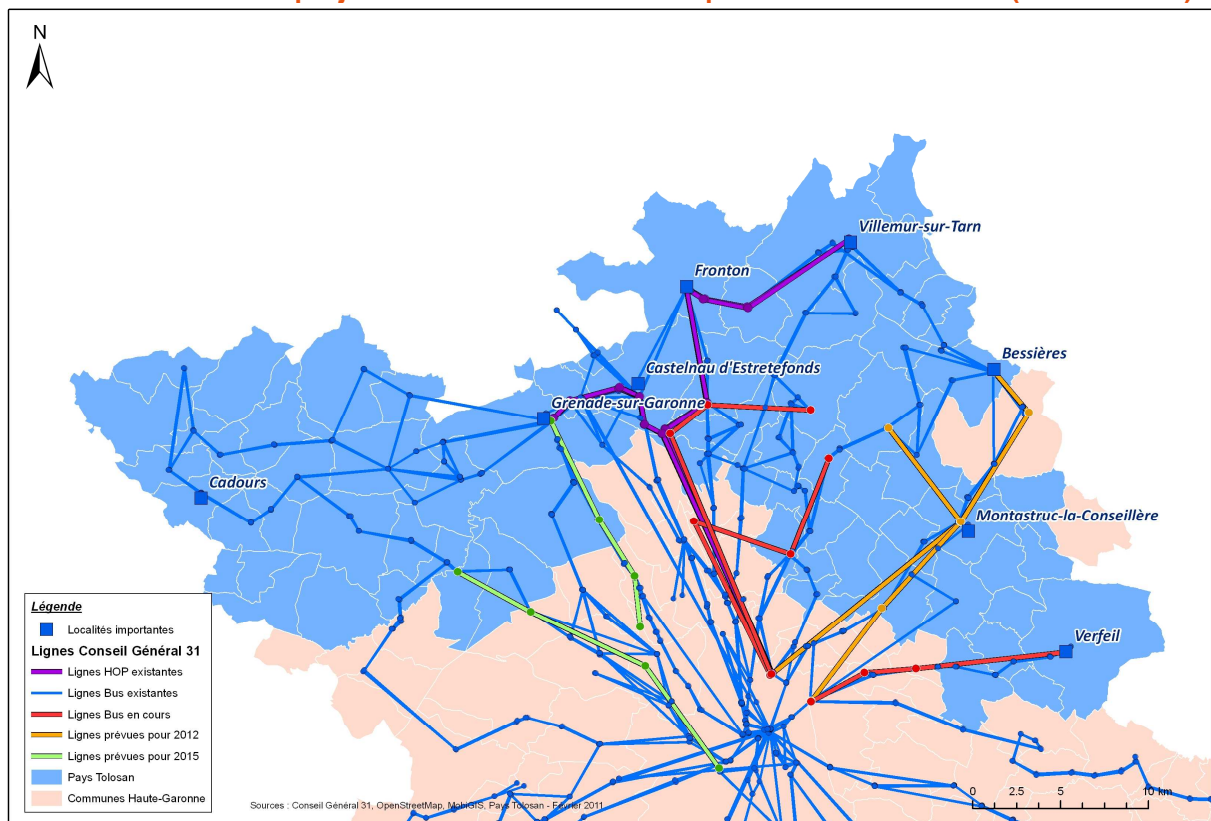 N
Villemur-sur-Tarn
Fronton
Bessières
Castelnau d'Estretefonds
Grenade-sur-Garonne
Cadours
Montastruc-la-Conseillère
Verfeil
Légende
Localités importantes
Lignes Conseil Général 31
Lignes HOP existantes
Lignes Bus existantes
Lignes Bus en cours
Lignes prévues pour 2012
Lignes prévues pour 2015
Pays Tolosan
Communes Haute-Garonne
Sources : Conseil Général 31, OpenStreetMap, MobiGIS, Pays Tolosan - Février 2011
0 2.5 5 10 km